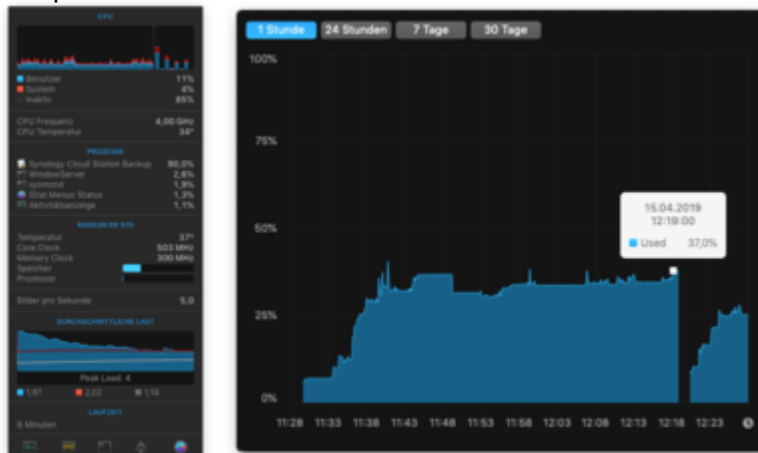 CPU
Benutzer 11%
System 4%
Inaktiv 85%
CPU Frequenz 4,00 GHz
CPU Temperatur 34°
PROZESSE
Synology Cloud Station Backup 90,0%
WindowServer 2,6%
sysmond 1,9%
iStat Menus Status 1,3%
Aktivitätsanzeige 1,1%
RADEON RX 570
Temperatur 37°
Core Clock 503 MHz
Memory Clock 300 MHz
Speicher
Prozessor
Bilder pro Sekunde 5,0
DURCHSCHNITTLICHE LAST
Peak Load: 4
1,97 2,02 1,14
LAUFZEIT
6 Minuten
1 Stunde 24 Stunden 7 Tage 30 Tage
100%
75%
50%
25%
0%
15.04.2019
12:19:00
Used 37,0%
11:28 11:33 11:38 11:43 11:48 11:53 11:58 12:03 12:08 12:13 12:18 12:23